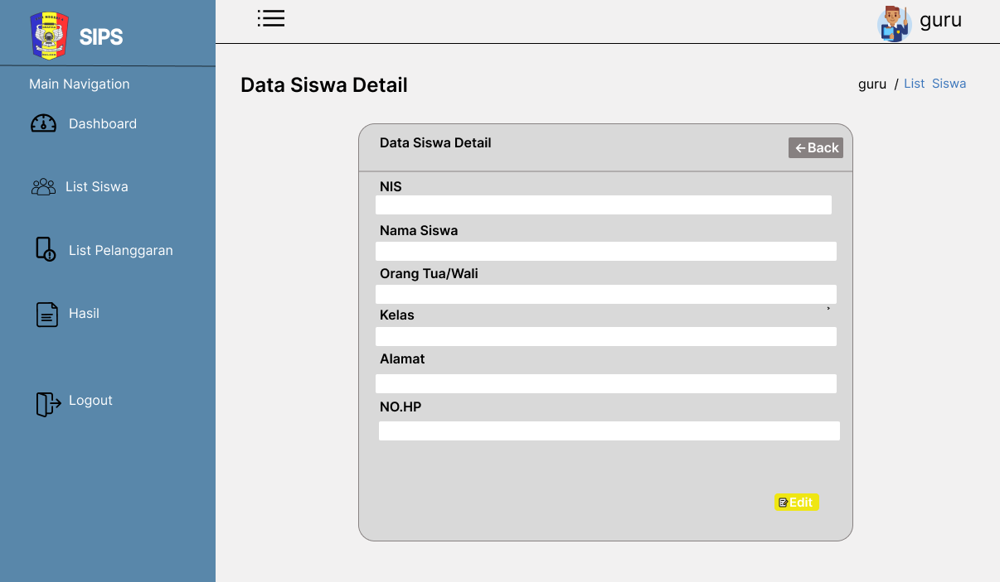 SIPS
guru
Main Navigation
Dashboard
List Siswa
List Pelanggaran
Hasil
Logout
Data Siswa Detail
guru / List Siswa
Data Siswa Detail
←Back
NIS
Nama Siswa
Orang Tua/Wali
Kelas
Alamat
NO.HP
Edit